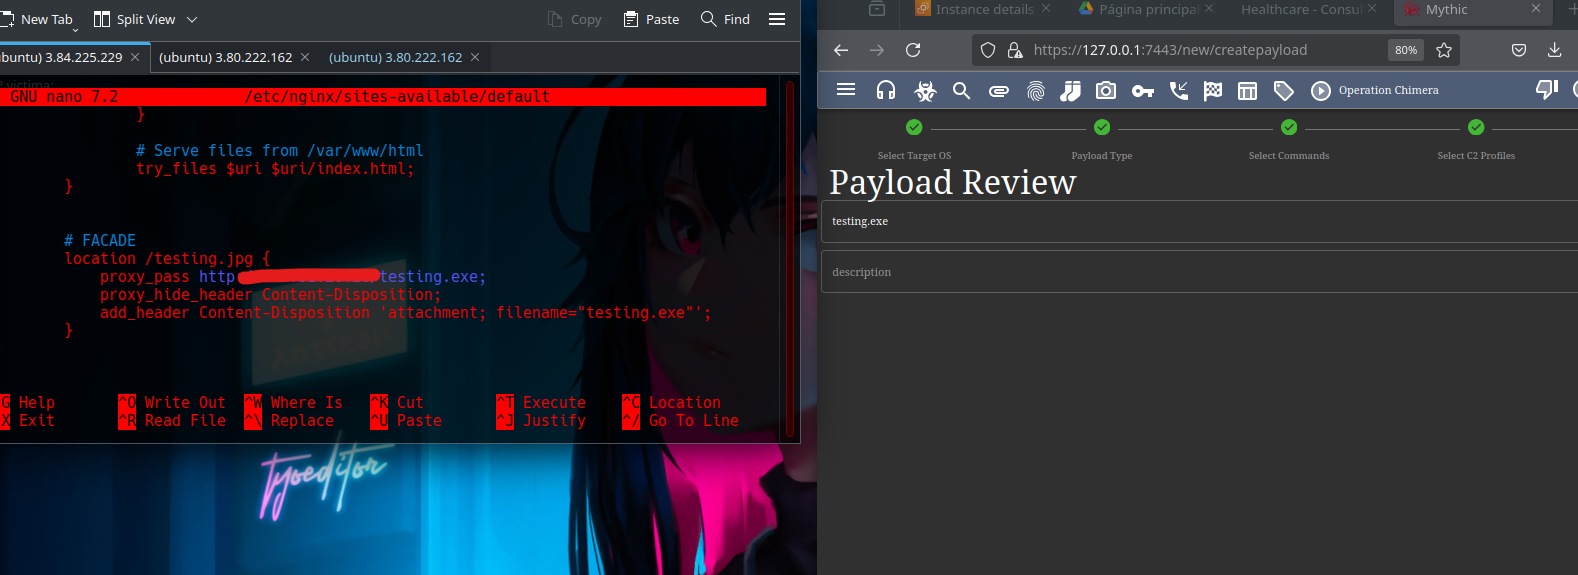 New Tab
Split View
Copy
Paste
Find
ubuntu) 3.84.225.229
(ubuntu) 3.80.222.162
(ubuntu) 3.80.222.162
victima:
GNU nano 7.2 /etc/nginx/sites-available/default
}
# Serve files from /var/www/html
try_files $uri $uri/index.html;
}
# FACADE
location /testing.jpg {
proxy_pass http testing.exe;
proxy_hide_header Content-Disposition;
add_header Content-Disposition 'attachment; filename="testing.exe"';
}
^G Help ^O Write Out ^W Where Is ^K Cut ^T Execute ^C Location
^X Exit ^R Read File ^\ Replace ^U Paste ^J Justify ^/ Go To Line
tyoeditor
Instance details
Página principal
Healthcare - Consul
Mythic
https://127.0.0.1:7443/new/createpayload
80%
Operation Chimera
Select Target OS
Payload Type
Select Commands
Select C2 Profiles
Payload Review
testing.exe
description